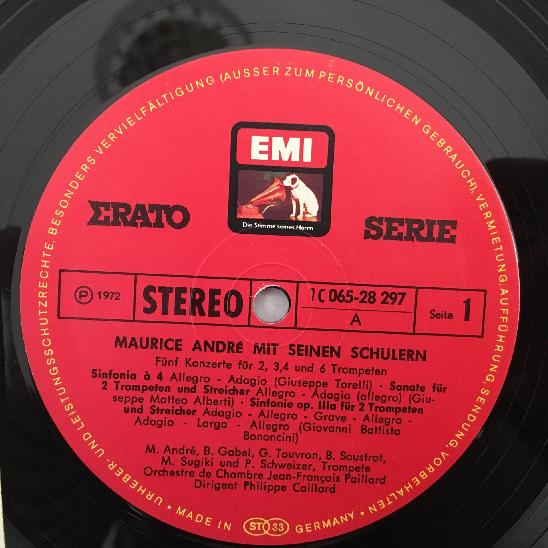 URHEBER- UND LEISTUNGSSCHUTZRECHTE, BESONDERS VERVIELFÄLTIGUNG (AUSSER ZUM PERSÖNLICHEN GEBRAUCH), VERMIETUNG, AUFFÜHRUNG, SENDUNG, VORBEHALTEN
EMI
Die Stimme seines Herrn
ΣRATO SERIE
Ⓟ 1972 STEREO 1C 065-28 297 Seite 1
A
MAURICE ANDRÉ MIT SEINEN SCHÜLERN
Fünf Konzerte für 2, 3,4 und 6 Trompeten
Sinfonia à 4 Allegro - Adagio (Giuseppe Torelli) · Sonate für
2 Trompeten und Streicher Allegro - Adagio (allegro) (Giu-
seppe Matteo Alberti) · Sinfonie op. IIIa für 2 Trompeten
und Streicher Adagio - Allegro - Grave - Allegro -
Adagio - Largo - Allegro (Giovanni Battista
Bononcini)
M. André, B. Gabel, G. Touvron, B. Soustrot,
M. Sugiki und P. Schweizer, Trompete
Orchestre de Chambre Jean-François Paillard
Dirigent Philippe Caillard
• MADE IN ST 33 GERMANY •